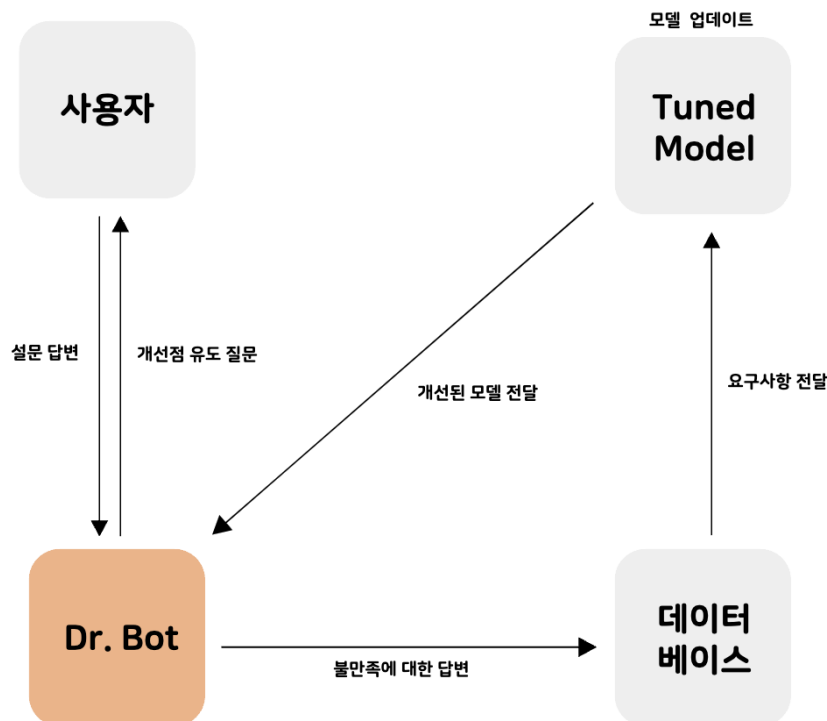 모델 업데이트
사용자
Tuned
Model
설문 답변
개선점 유도 질문
개선된 모델 전달
요구사항 전달
Dr. Bot
불만족에 대한 답변
데이터
베이스